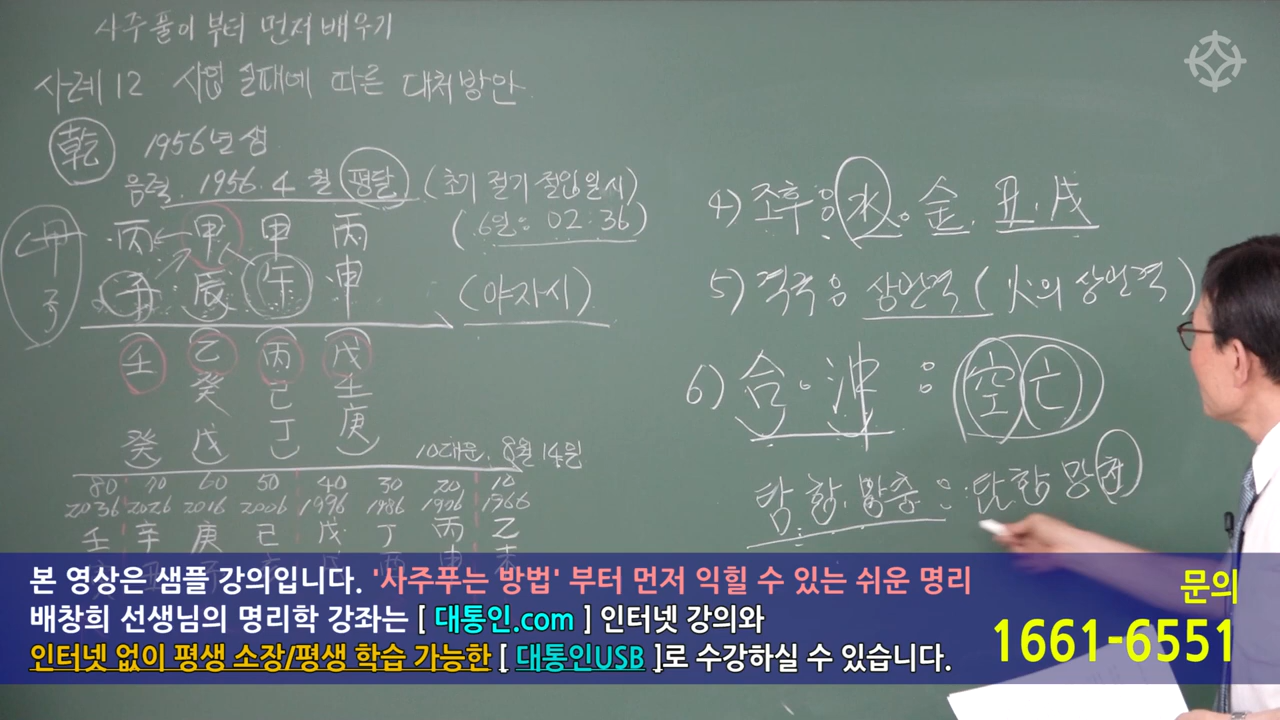 사주풀이 부터 먼저 배우기
사례 12 사업 실패에 따른 대처방안
乾 1956년생
음력. 1956. 4월 평달 (초기 절기 절입일시)
(6일: 02:36)
丙 甲 甲 丙
甲子
子 辰 午 申
(야자시)
壬 乙 丙 戊
癸 己 壬
癸 戊 丁 庚
10대운. 8월 14일
80 70 60 50 40 30 20 10
2036 2026 2016 2006 1996 1986 1976 1966
壬 辛 庚 己 戊 丁 丙 乙
4) 조후: 水. 金. 丑. 戊
5) 격국은 상관격 (火의 상관격)
6) 合. 沖 : 空亡
탐합. 망충 : 탐합망
본 영상은 샘플 강의입니다. '사주푸는 방법' 부터 먼저 익힐 수 있는 쉬운 명리
배창희 선생님의 명리학 강좌는 [ 대통인.com ] 인터넷 강의와
인터넷 없이 평생 소장/평생 학습 가능한 [ 대통인USB ]로 수강하실 수 있습니다.
문의
1661-6551